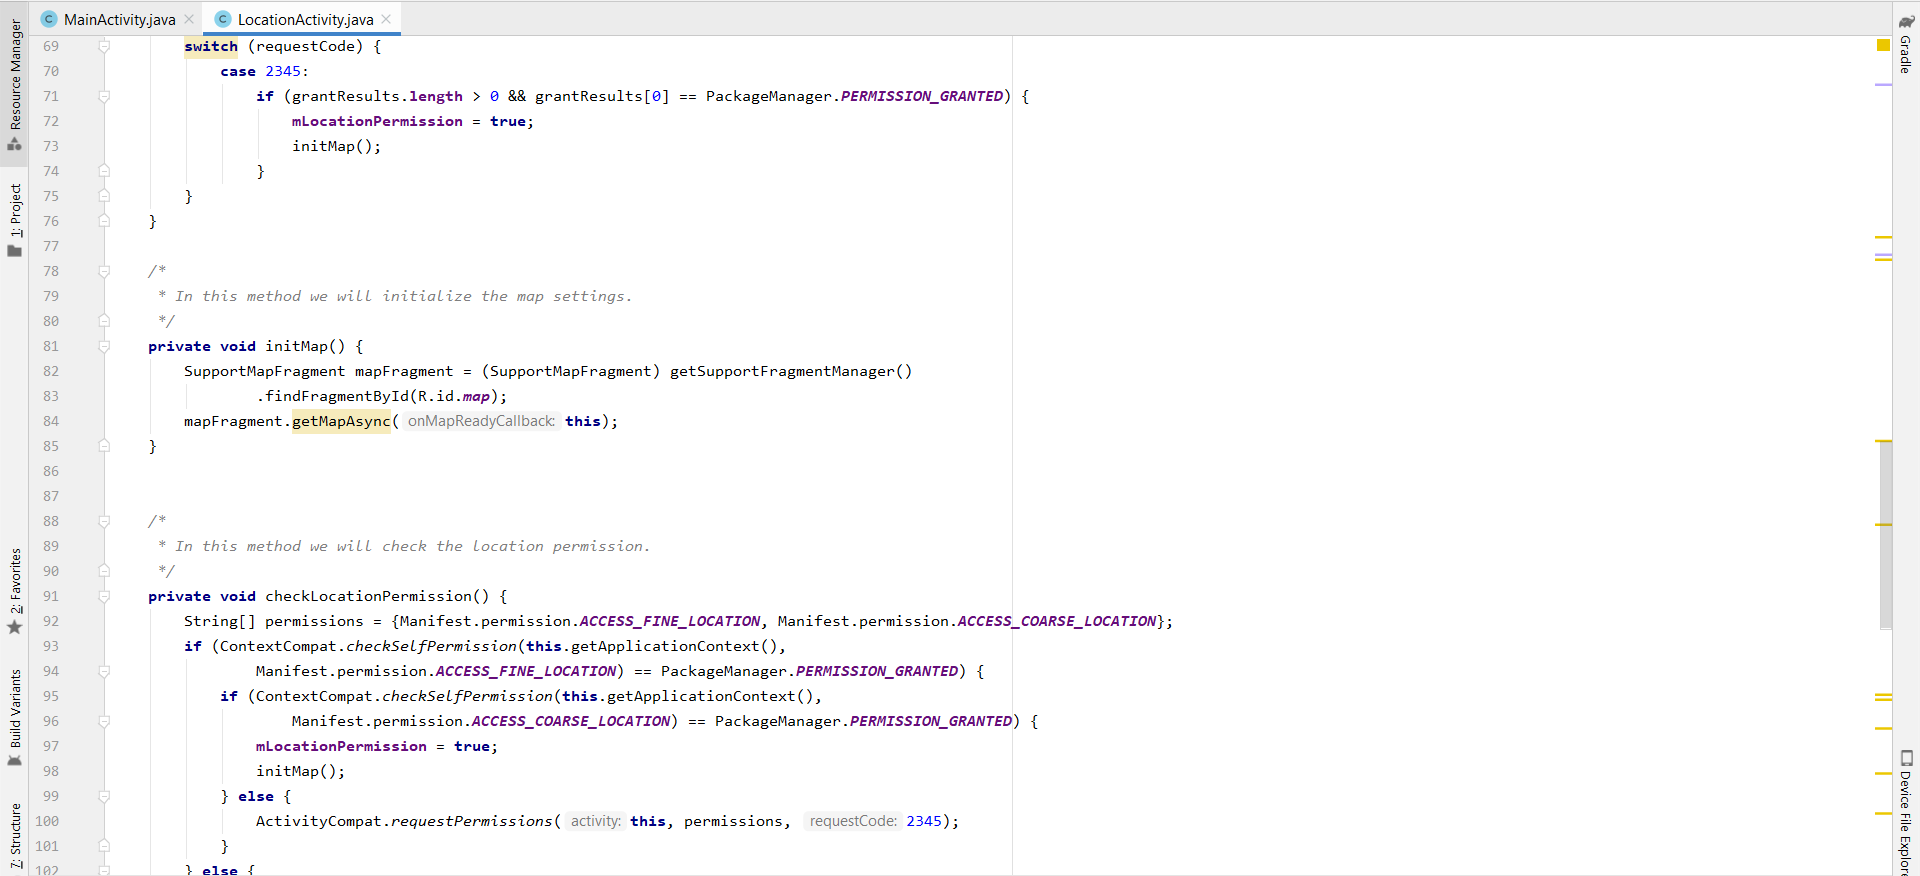 MainActivity.java
LocationActivity.java
Resource Manager
1: Project
2: Favorites
Build Variants
7: Structure
69 switch (requestCode) {
70 case 2345:
71 if (grantResults.length > 0 && grantResults[0] == PackageManager.PERMISSION_GRANTED) {
72 mLocationPermission = true;
73 initMap();
74 }
75 }
76 }
77
78 /*
79 * In this method we will initialize the map settings.
80 */
81 private void initMap() {
82 SupportMapFragment mapFragment = (SupportMapFragment) getSupportFragmentManager()
83 .findFragmentById(R.id.map);
84 mapFragment.getMapAsync( onMapReadyCallback: this);
85 }
86
87
88 /*
89 * In this method we will check the location permission.
90 */
91 private void checkLocationPermission() {
92 String[] permissions = {Manifest.permission.ACCESS_FINE_LOCATION, Manifest.permission.ACCESS_COARSE_LOCATION};
93 if (ContextCompat.checkSelfPermission(this.getApplicationContext(),
94 Manifest.permission.ACCESS_FINE_LOCATION) == PackageManager.PERMISSION_GRANTED) {
95 if (ContextCompat.checkSelfPermission(this.getApplicationContext(),
96 Manifest.permission.ACCESS_COARSE_LOCATION) == PackageManager.PERMISSION_GRANTED) {
97 mLocationPermission = true;
98 initMap();
99 } else {
100 ActivityCompat.requestPermissions( activity: this, permissions, requestCode: 2345);
101 }
102 } else {
Gradle
Device File Explor